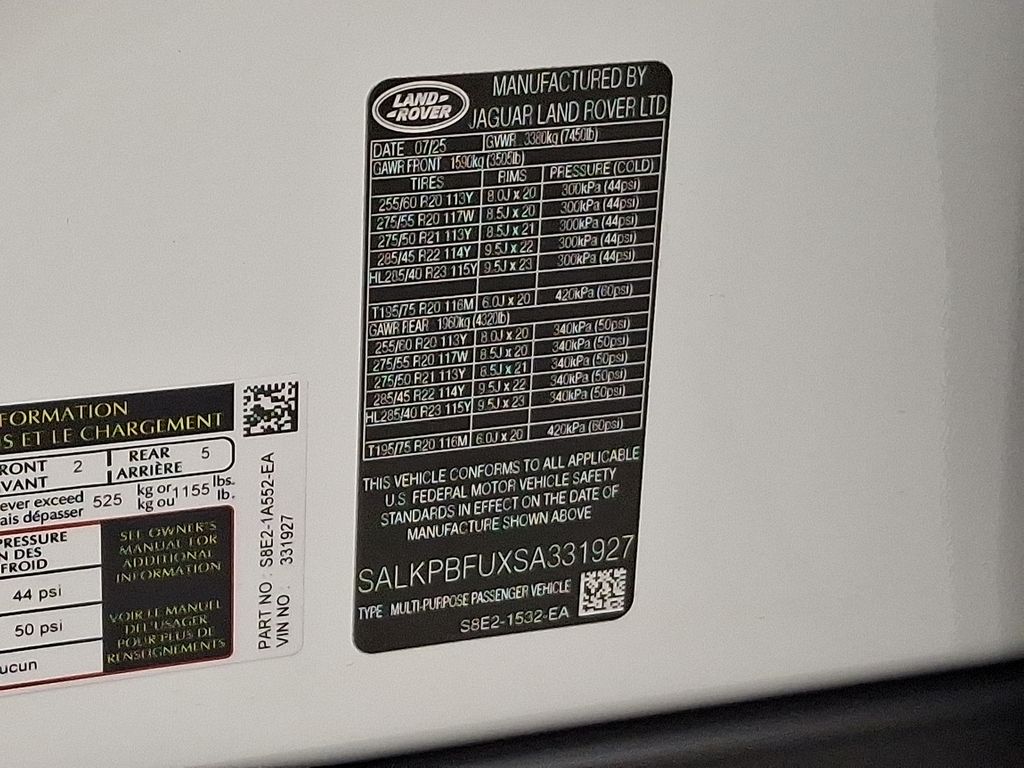 LAND ROVER
MANUFACTURED BY
JAGUAR LAND ROVER LTD
DATE 07/25 GVWR 3380kg (7450lb)
GAWR FRONT 1590kg (3505lb)
TIRES RIMS PRESSURE (COLD)
255/60 R20 113Y 8.0J x 20 300kPa (44psi)
275/55 R20 117W 8.5J x 20 300kPa (44psi)
275/50 R21 113Y 8.5J x 21 300kPa (44psi)
285/45 R22 114Y 9.5J x 22 300kPa (44psi)
HL285/40 R23 115Y 9.5J x 23 300kPa (44psi)
T195/75 R20 116M 6.0J x 20 420kPa (60psi)
GAWR REAR 1960kg (4320lb)
255/60 R20 113Y 8.0J x 20 340kPa (50psi)
275/55 R20 117W 8.5J x 20 340kPa (50psi)
275/50 R21 113Y 8.5J x 21 340kPa (50psi)
285/45 R22 114Y 9.5J x 22 340kPa (50psi)
HL285/40 R23 115Y 9.5J x 23 340kPa (50psi)
T195/75 R20 116M 6.0J x 20 420kPa (60psi)
THIS VEHICLE CONFORMS TO ALL APPLICABLE
U.S. FEDERAL MOTOR VEHICLE SAFETY
STANDARDS IN EFFECT ON THE DATE OF
MANUFACTURE SHOWN ABOVE
SALKPBFUXSA331927
TYPE MULTI-PURPOSE PASSENGER VEHICLE
S8E2-1532-EA
FORMATION
S ET LE CHARGEMENT
RONT 2 REAR 5
VANT ARRIÈRE
ever exceed 525 kg or 1155 lbs.
ais dépasser kg ou lb.
RESSURE
N DES
FROID
44 psi
50 psi
ucun
SEE OWNER'S
MANUAL FOR
ADDITIONAL
INFORMATION
VOIR LE MANUEL
DE L'USAGER
POUR PLUS DE
RENSEIGNEMENTS
PART NO : S8E2-1A552-EA
VIN NO. : 331927